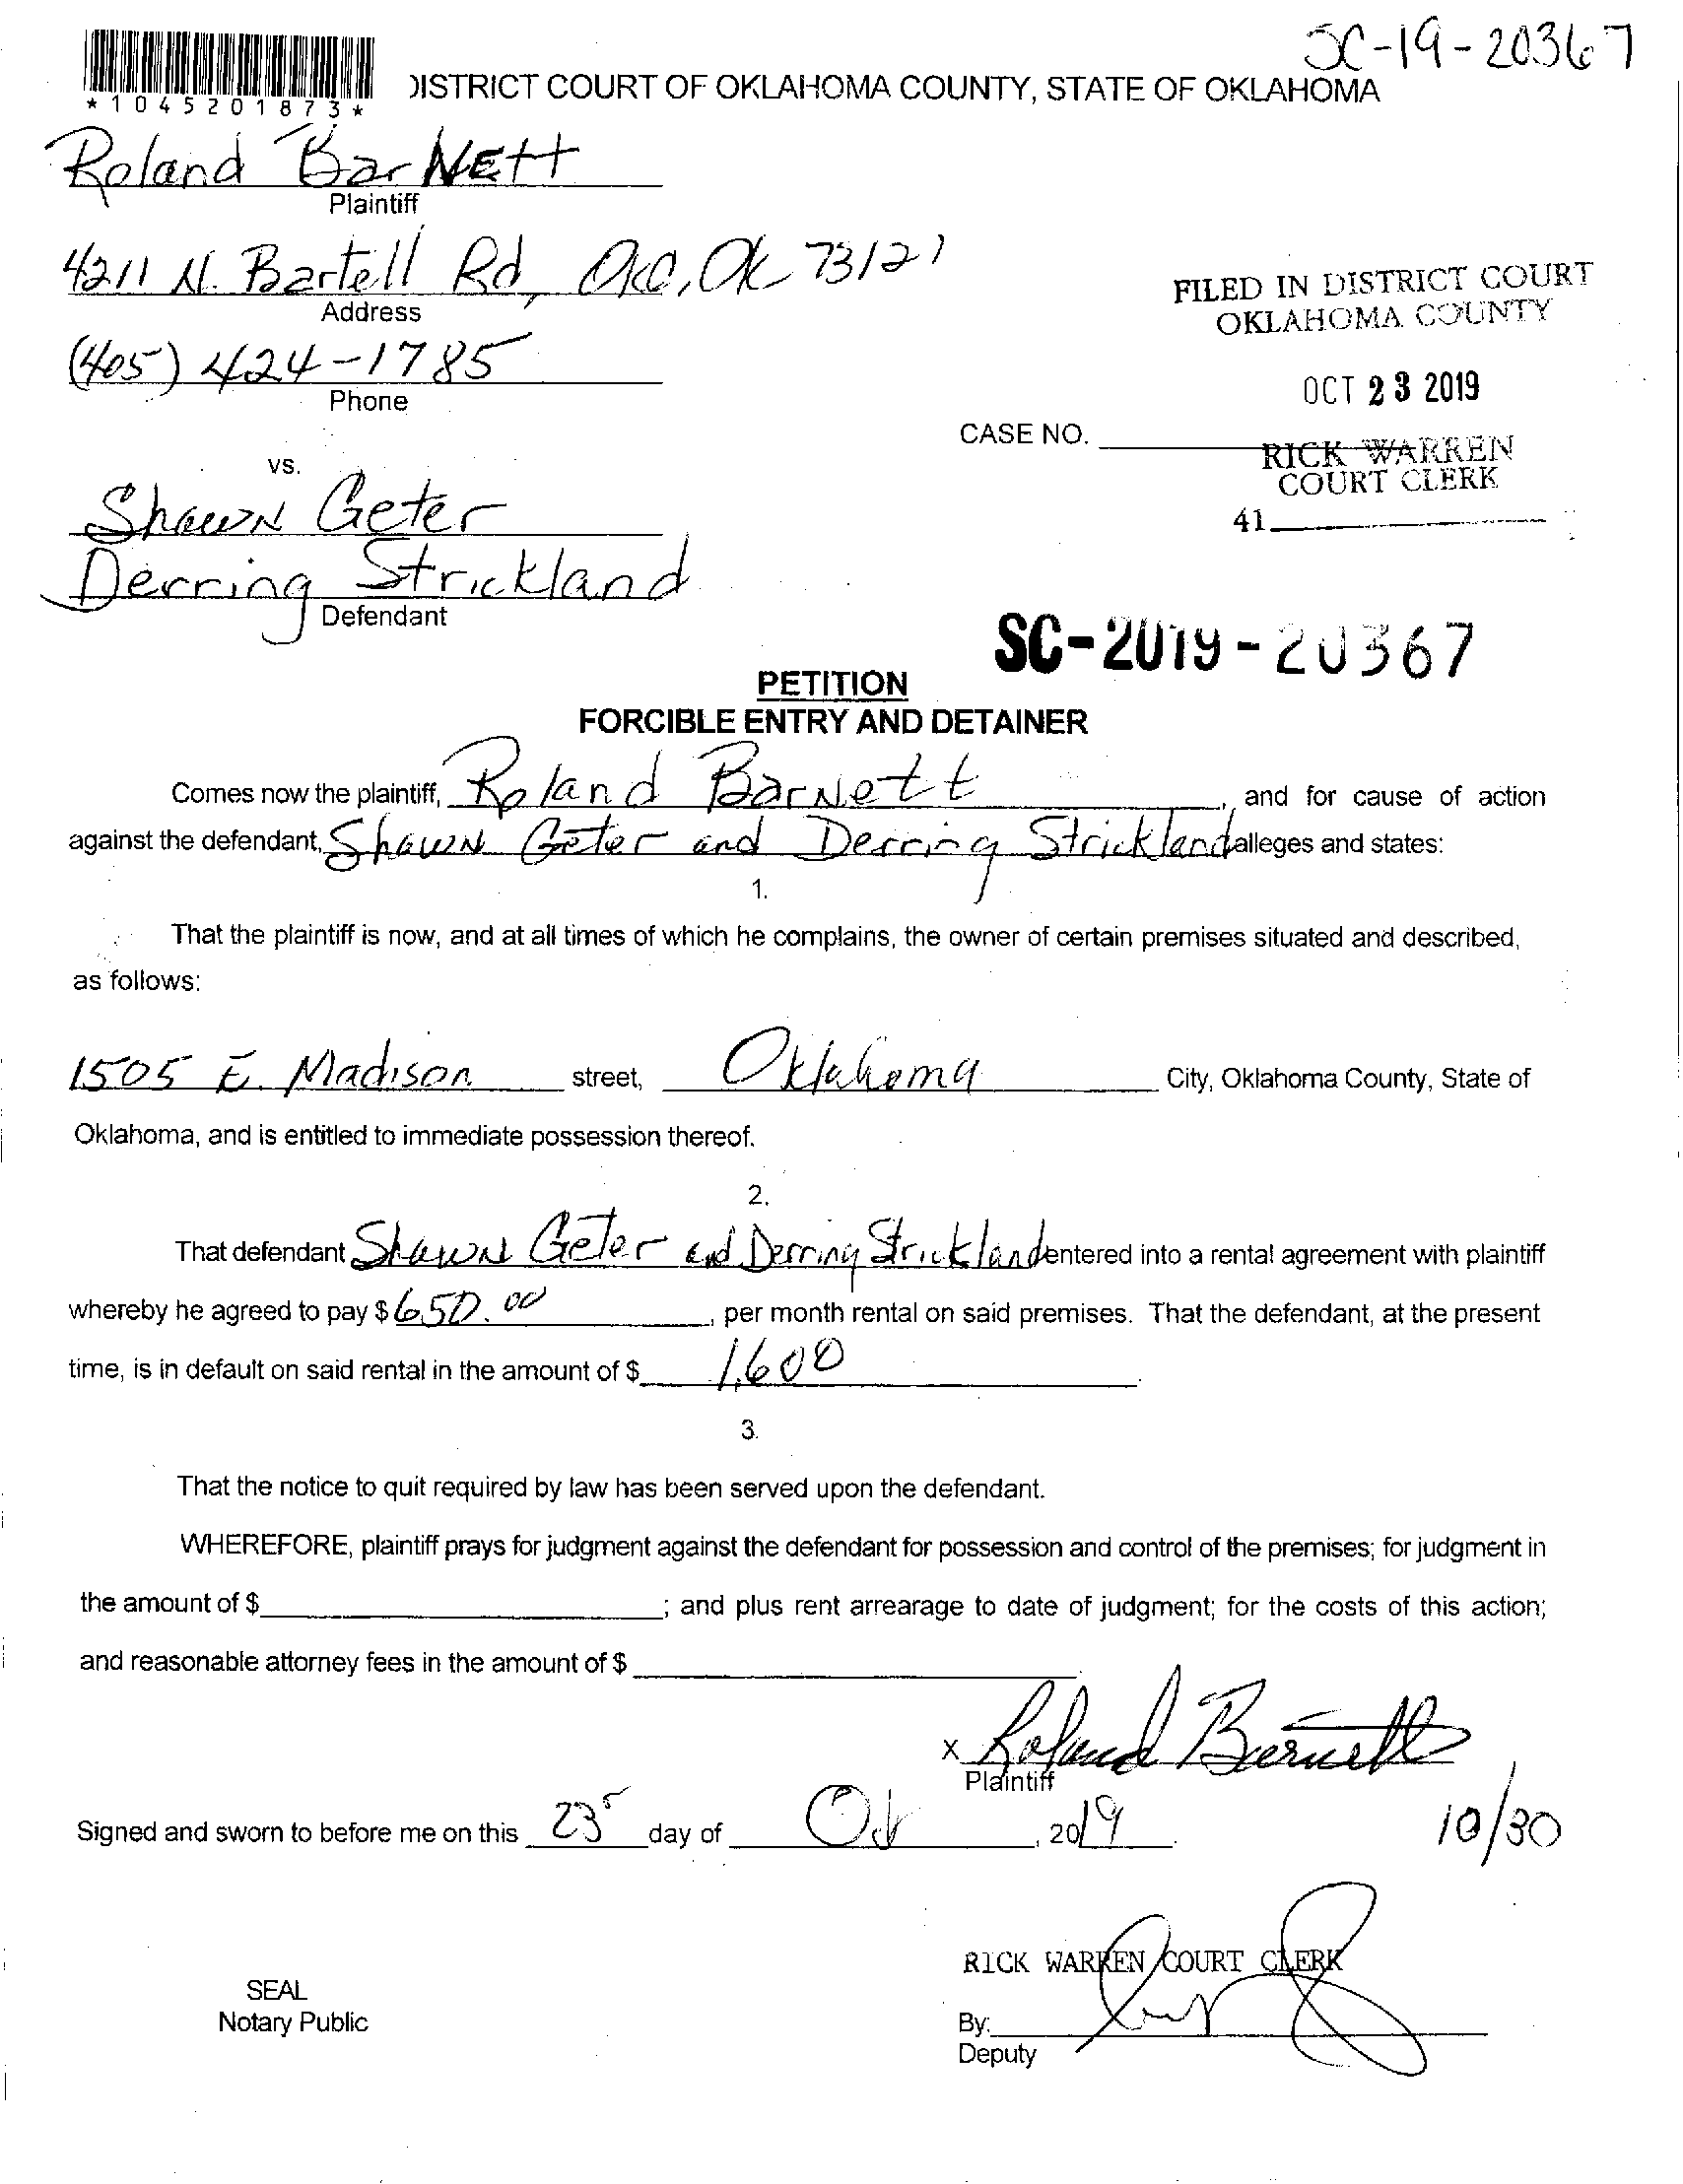 SC-19-20367
*1045201873*
DISTRICT COURT OF OKLAHOMA COUNTY, STATE OF OKLAHOMA
Roland BarNEtt
Plaintiff
4211 N. Bartell Rd, OKC, OK 73121
Address
FILED IN DISTRICT COURT
OKLAHOMA COUNTY
(405) 424-1785
Phone
OCT 23 2019
CASE NO.
RICK WARREN
COURT CLERK
vs.
41
Shawn Geter
Derring Strickland
Defendant
SC-2019-20367
PETITION
FORCIBLE ENTRY AND DETAINER
Comes now the plaintiff, Roland BarNett, and for cause of action
against the defendant, Shawn Geter and Derring Strickland alleges and states:
1.
That the plaintiff is now, and at all times of which he complains, the owner of certain premises situated and described,
as follows:
1505 E. Madison street, Oklahoma City, Oklahoma County, State of
Oklahoma, and is entitled to immediate possession thereof.
2.
That defendant Shawn Geter and Derring Strickland entered into a rental agreement with plaintiff
whereby he agreed to pay $ 650.00, per month rental on said premises. That the defendant, at the present
time, is in default on said rental in the amount of $ 1,600.
3.
That the notice to quit required by law has been served upon the defendant.
WHEREFORE, plaintiff prays for judgment against the defendant for possession and control of the premises; for judgment in
the amount of $ ; and plus rent arrearage to date of judgment; for the costs of this action;
and reasonable attorney fees in the amount of $
x Roland Barnett
Plaintiff
Signed and sworn to before me on this 23 day of Oct, 2019.
10/30
RICK WARREN COURT CLERK
SEAL
Notary Public
By:
Deputy